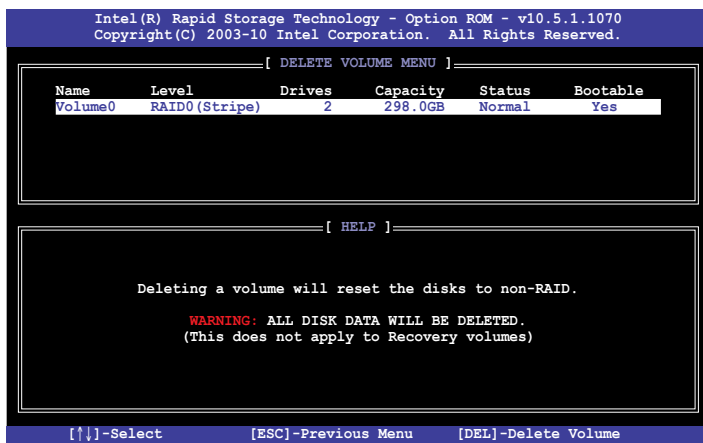 Intel(R) Rapid Storage Technology - Option ROM - v10.5.1.1070
Copyright(C) 2003-10 Intel Corporation.  All Rights Reserved.
[ DELETE VOLUME MENU ]
Name Level Drives Capacity Status Bootable
Volume0 RAID0(Stripe) 2 298.0GB Normal Yes
[ HELP ]
Deleting a volume will reset the disks to non-RAID.
WARNING: ALL DISK DATA WILL BE DELETED.
(This does not apply to Recovery volumes)
[↑↓]-Select [ESC]-Previous Menu [DEL]-Delete Volume